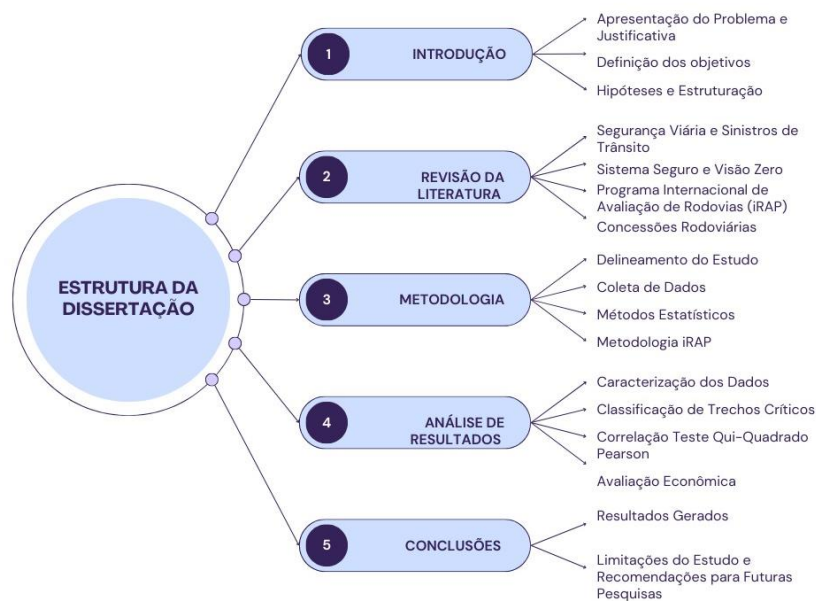 ESTRUTURA DA
DISSERTAÇÃO
1
INTRODUÇÃO
Apresentação do Problema e
Justificativa
Definição dos objetivos
Hipóteses e Estruturação
2
REVISÃO DA
LITERATURA
Segurança Viária e Sinistros de
Trânsito
Sistema Seguro e Visão Zero
Programa Internacional de
Avaliação de Rodovias (iRAP)
Concessões Rodoviárias
3
METODOLOGIA
Delineamento do Estudo
Coleta de Dados
Métodos Estatísticos
Metodologia iRAP
4
ANÁLISE DE
RESULTADOS
Caracterização dos Dados
Classificação de Trechos Críticos
Correlação Teste Qui-Quadrado
Pearson
Avaliação Econômica
5
CONCLUSÕES
Resultados Gerados
Limitações do Estudo e
Recomendações para Futuras
Pesquisas